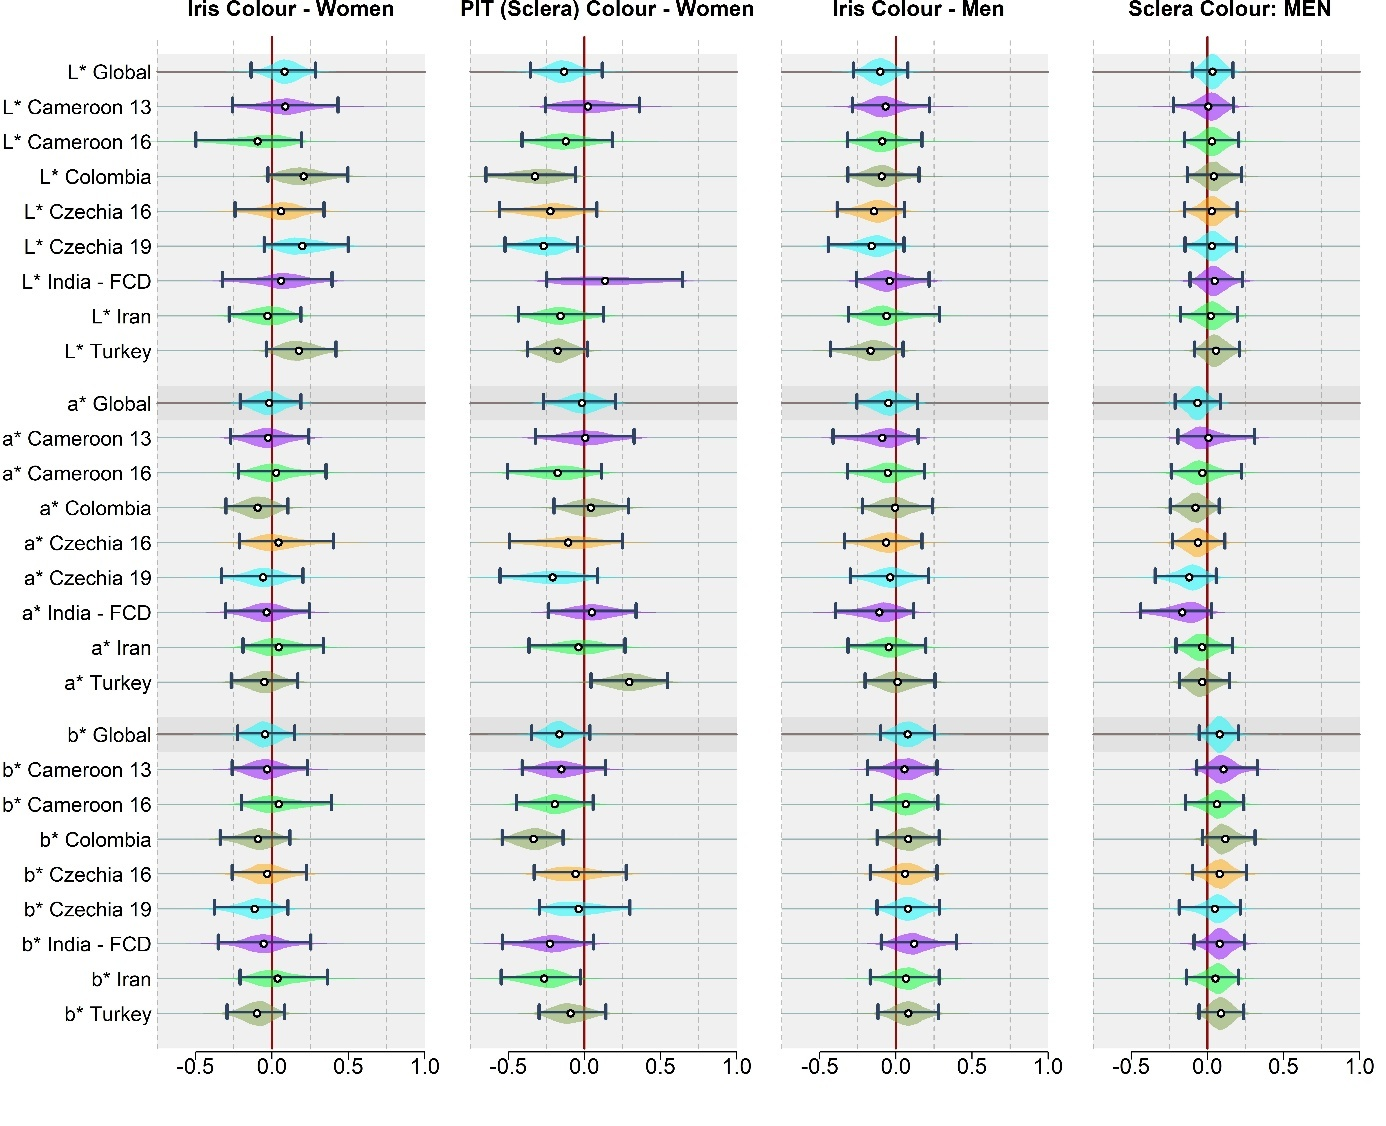 Iris Colour - Women
PIT (Sclera) Colour - Women
Iris Colour - Men
Sclera Colour: MEN
L* Global
L* Cameroon 13
L* Cameroon 16
L* Colombia
L* Czechia 16
L* Czechia 19
L* India - FCD
L* Iran
L* Turkey
a* Global
a* Cameroon 13
a* Cameroon 16
a* Colombia
a* Czechia 16
a* Czechia 19
a* India - FCD
a* Iran
a* Turkey
b* Global
b* Cameroon 13
b* Cameroon 16
b* Colombia
b* Czechia 16
b* Czechia 19
b* India - FCD
b* Iran
b* Turkey
-0.5 0.0 0.5 1.0
-0.5 0.0 0.5 1.0
-0.5 0.0 0.5 1.0
-0.5 0.0 0.5 1.0